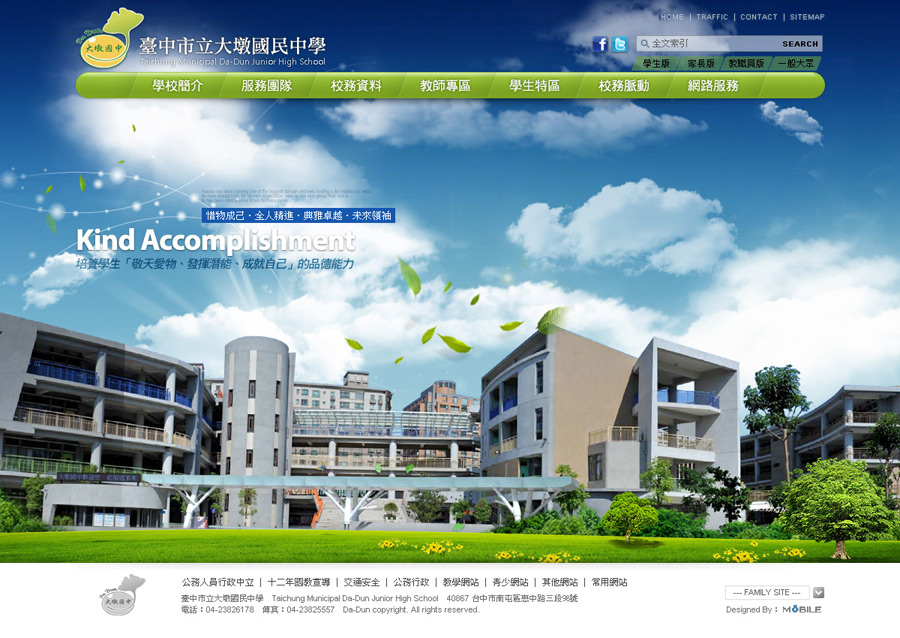 HOME | TRAFFIC | CONTACT | SITEMAP
大墩國中
臺中市立大墩國民中學
Taichung Municipal Da-Dun Junior High School
全文索引 SEARCH
學生版 家長版 教職員版 一般大眾
學校簡介 服務團隊 校務資料 教師專區 學生特區 校務脈動 網路服務
惜物成己．全人精進．典雅卓越．未來領袖
Kind Accomplishment
培養學生「敬天愛物、發揮潛能、成就自己」的品德能力
公務人員行政中立 | 十二年國教宣導 | 交通安全 | 公務行政 | 教學網站 | 青少網站 | 其他網站 | 常用網站
大墩國中
臺中市立大墩國民中學 Taichung Municipal Da-Dun Junior High School 40867 台中市南屯區惠中路三段98號
--- FAMILY SITE ---
電話：04-23826178 傳真：04-23825557 Da-Dun copyright. All rights reserved.
Designed By： MOBILE